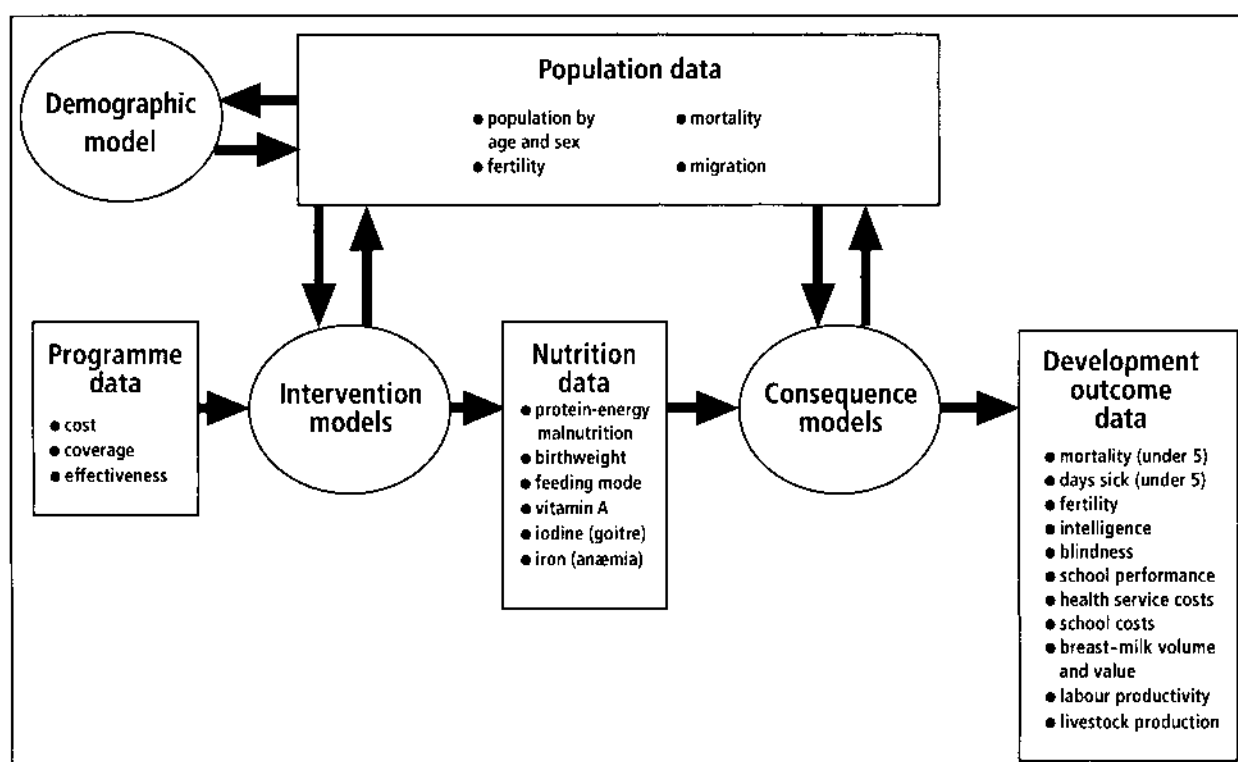 Demographic
model
Population data
● population by
age and sex
● fertility
● mortality
● migration
Programme
data
● cost
● coverage
● effectiveness
Intervention
models
Nutrition
data
● protein-energy
malnutrition
● birthweight
● feeding mode
● vitamin A
● iodine (goitre)
● iron (anæmia)
Consequence
models
Development
outcome
data
● mortality (under 5)
● days sick (under 5)
● fertility
● intelligence
● blindness
● school performance
● health service costs
● school costs
● breast-milk volume
and value
● labour productivity
● livestock production